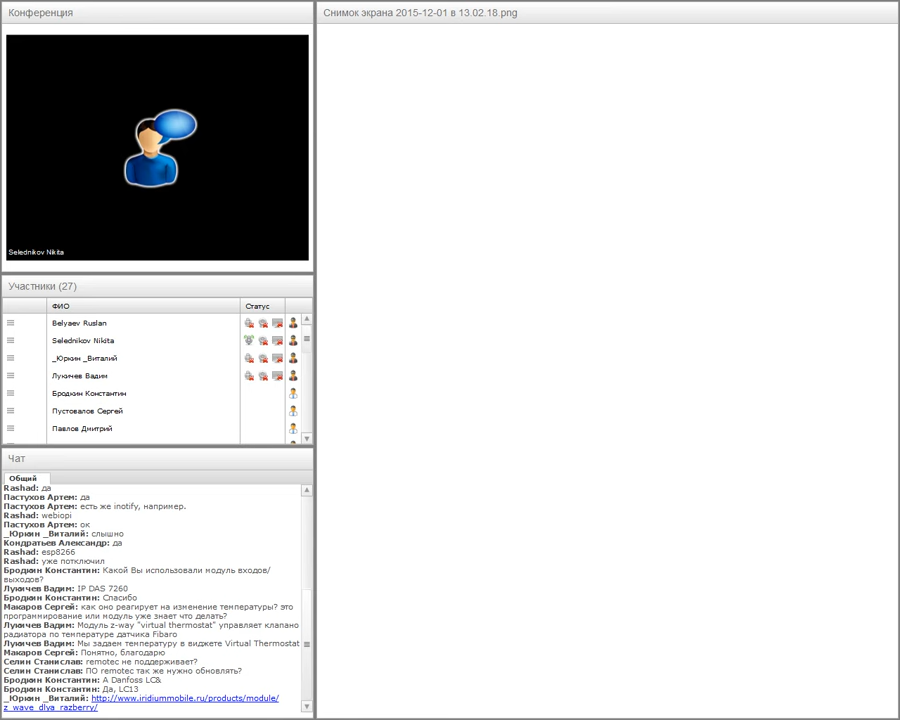 Конференция
Selednikov Nikita
Участники (27)
ФИО Статус
Belyaev Ruslan
Selednikov Nikita
_Юркин _Виталий
Лукичев Вадим
Бродкин Константин
Пустовалов Сергей
Павлов Дмитрий
Чат
Общий
Rashad: да
Пастухов Артем: да
Пастухов Артем: есть же inotify, например.
Rashad: webiopi
Пастухов Артем: ок
_Юркин _Виталий: слышно
Кондратьев Александр: да
Rashad: esp8266
Rashad: уже потключил
Бродкин Константин: Какой Вы использовали модуль входов/
выходов?
Лукичев Вадим: IP DAS 7260
Бродкин Константин: Спасибо
Макаров Сергей: как оно реагирует на изменение температуры? это
програмирование или модуль уже знает что делать?
Лукичев Вадим: Модуль z-way "virtual thermostat" управляет клапано
радиатора по температуре датчика Fibaro
Лукичев Вадим: Мы задаем температуру в виджете Virtual Thermostat
Макаров Сергей: Понятно, благодарю
Селин Станислав: remotec не поддерживает?
Селин Станислав: ПО remotec так же нужно обновлять?
Бродкин Константин: А Danfoss LC&
Бродкин Константин: Да, LC13
_Юркин _Виталий: http://www.iridiummobile.ru/products/module/
z_wave_dlya_razberry/
Снимок экрана 2015-12-01 в 13.02.18.png